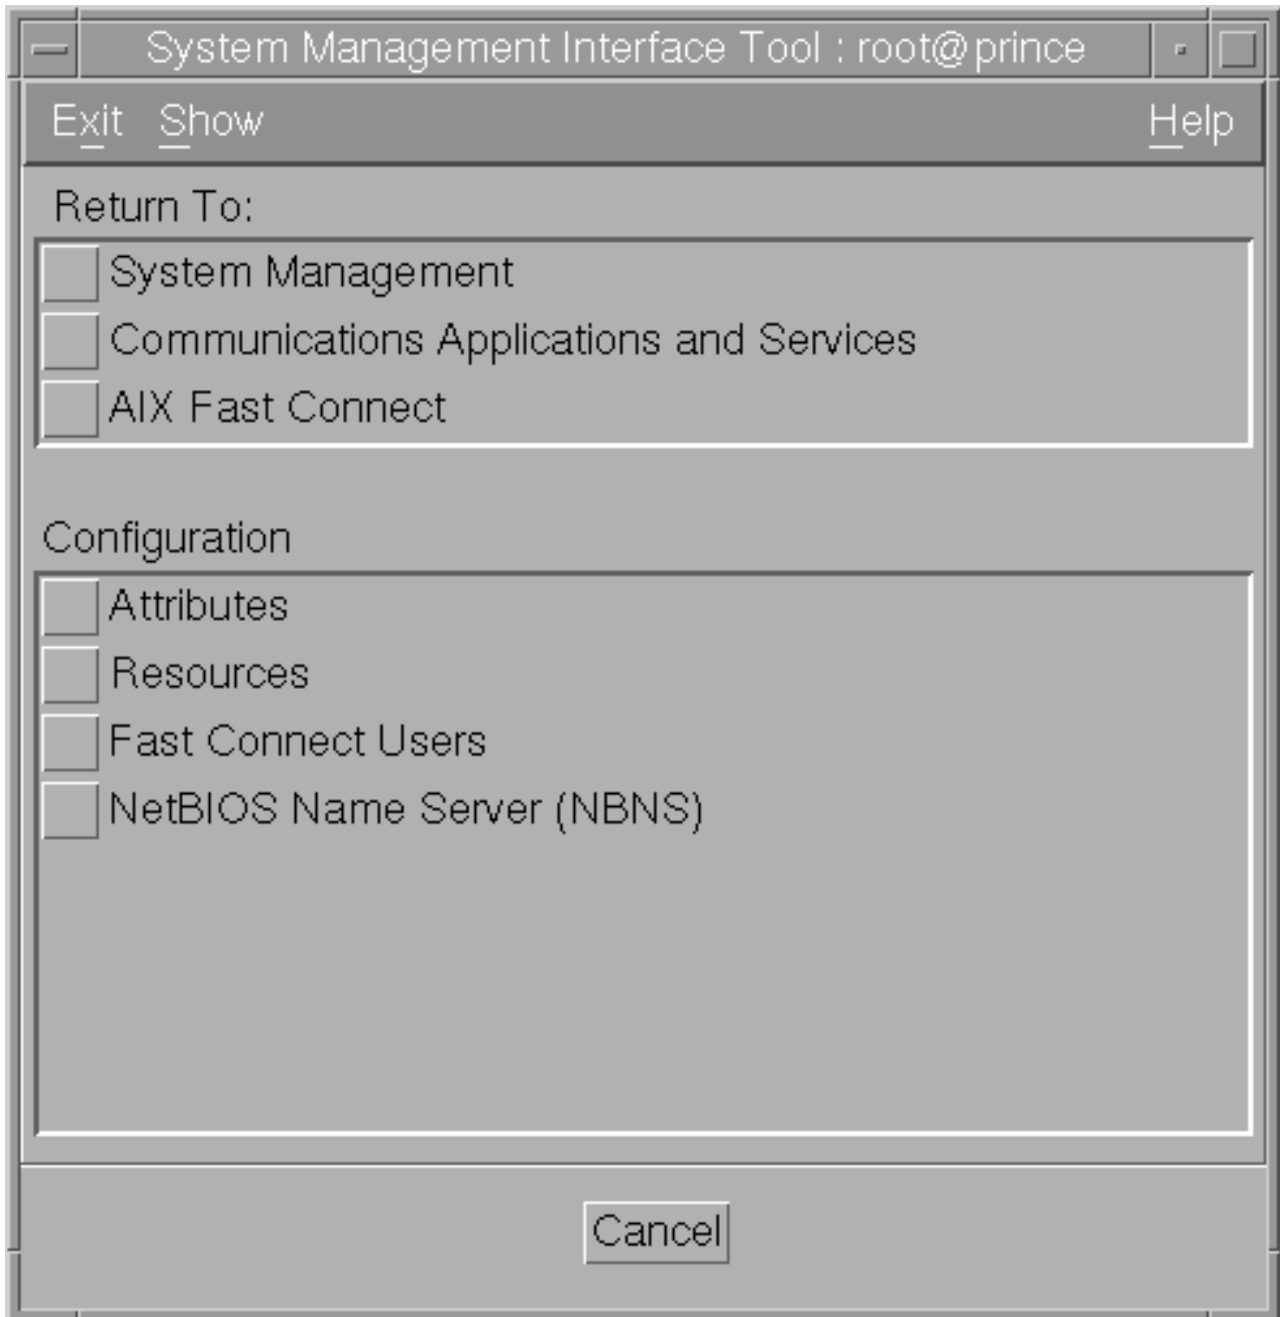 System Management Interface Tool : root@prince
Exit Show Help
Return To:
System Management
Communications Applications and Services
AIX Fast Connect
Configuration
Attributes
Resources
Fast Connect Users
NetBIOS Name Server (NBNS)
Cancel